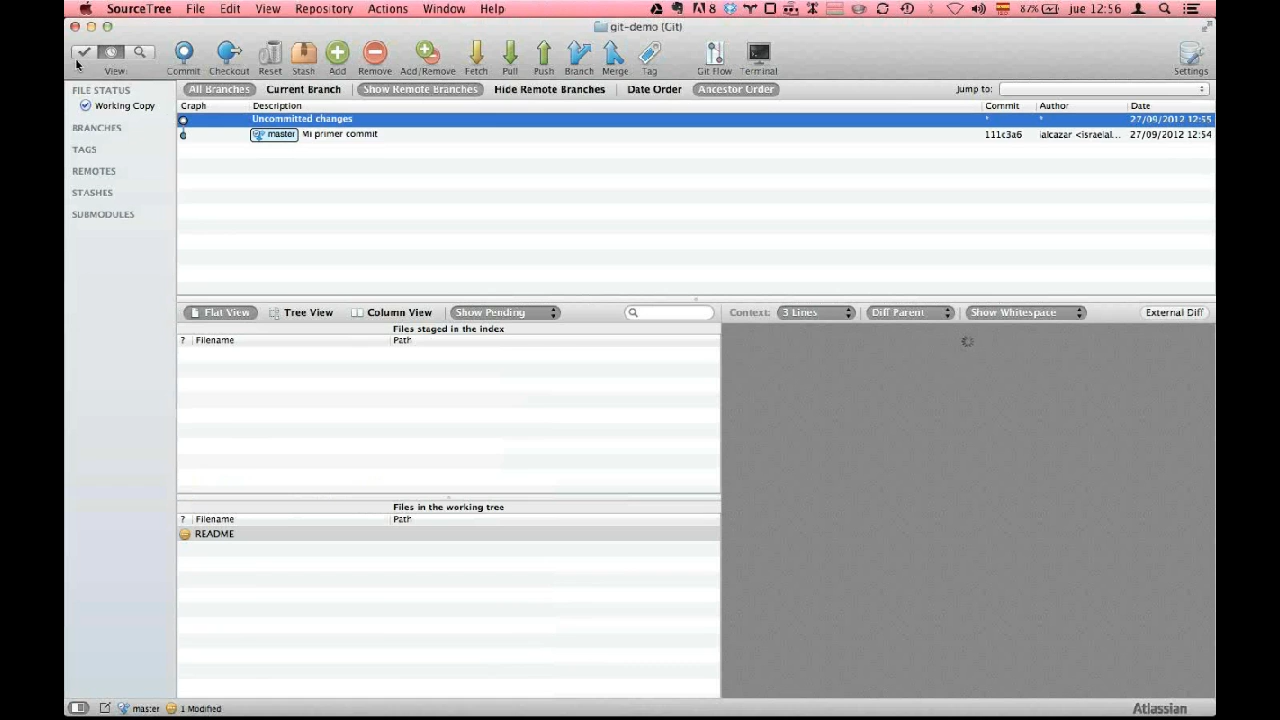 SourceTree File Edit View Repository Actions Commit Window Help 8 87% jue 12:56
git-demo (Git)
View Commit Checkout Reset Stash Add Remove Add/Remove Fetch Pull Push Branch Merge Tag Git Flow Terminal Settings
FILE STATUS All Branches Current Branch Show Remote Branches Hide Remote Branches Date Order Ancestor Order Jump to:
Working Copy Graph Description Commit Author Date
Uncommitted changes * * 27/09/2012 12:55
BRANCHES master Mi primer commit 111c3a6 ialcazar <israelal... 27/09/2012 12:54
TAGS
REMOTES
STASHES
SUBMODULES
Flat View Tree View Column View Show Pending Context: 3 Lines Diff Parent Show Whitespace External Diff
Files staged in the index
? Filename Path
Files in the working tree
? Filename Path
README
master 1 Modified Atlassian